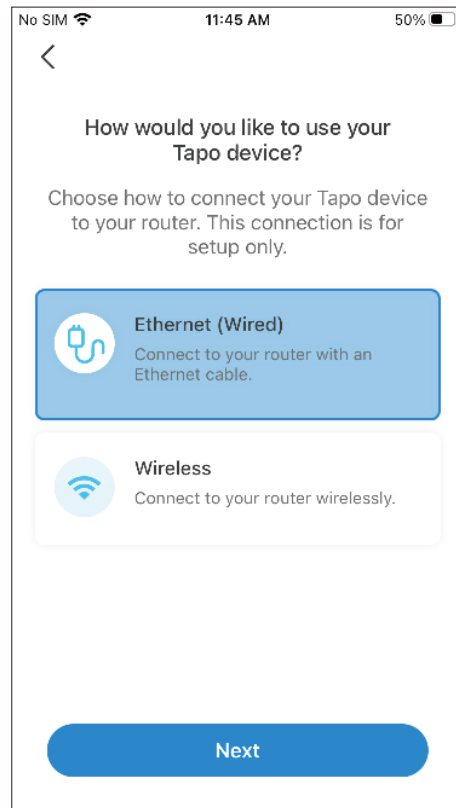 No SIM 11:45 AM 50%
How would you like to use your
Tapo device?
Choose how to connect your Tapo device
to your router. This connection is for
setup only.
Ethernet (Wired)
Connect to your router with an
Ethernet cable.
Wireless
Connect to your router wirelessly.
Next